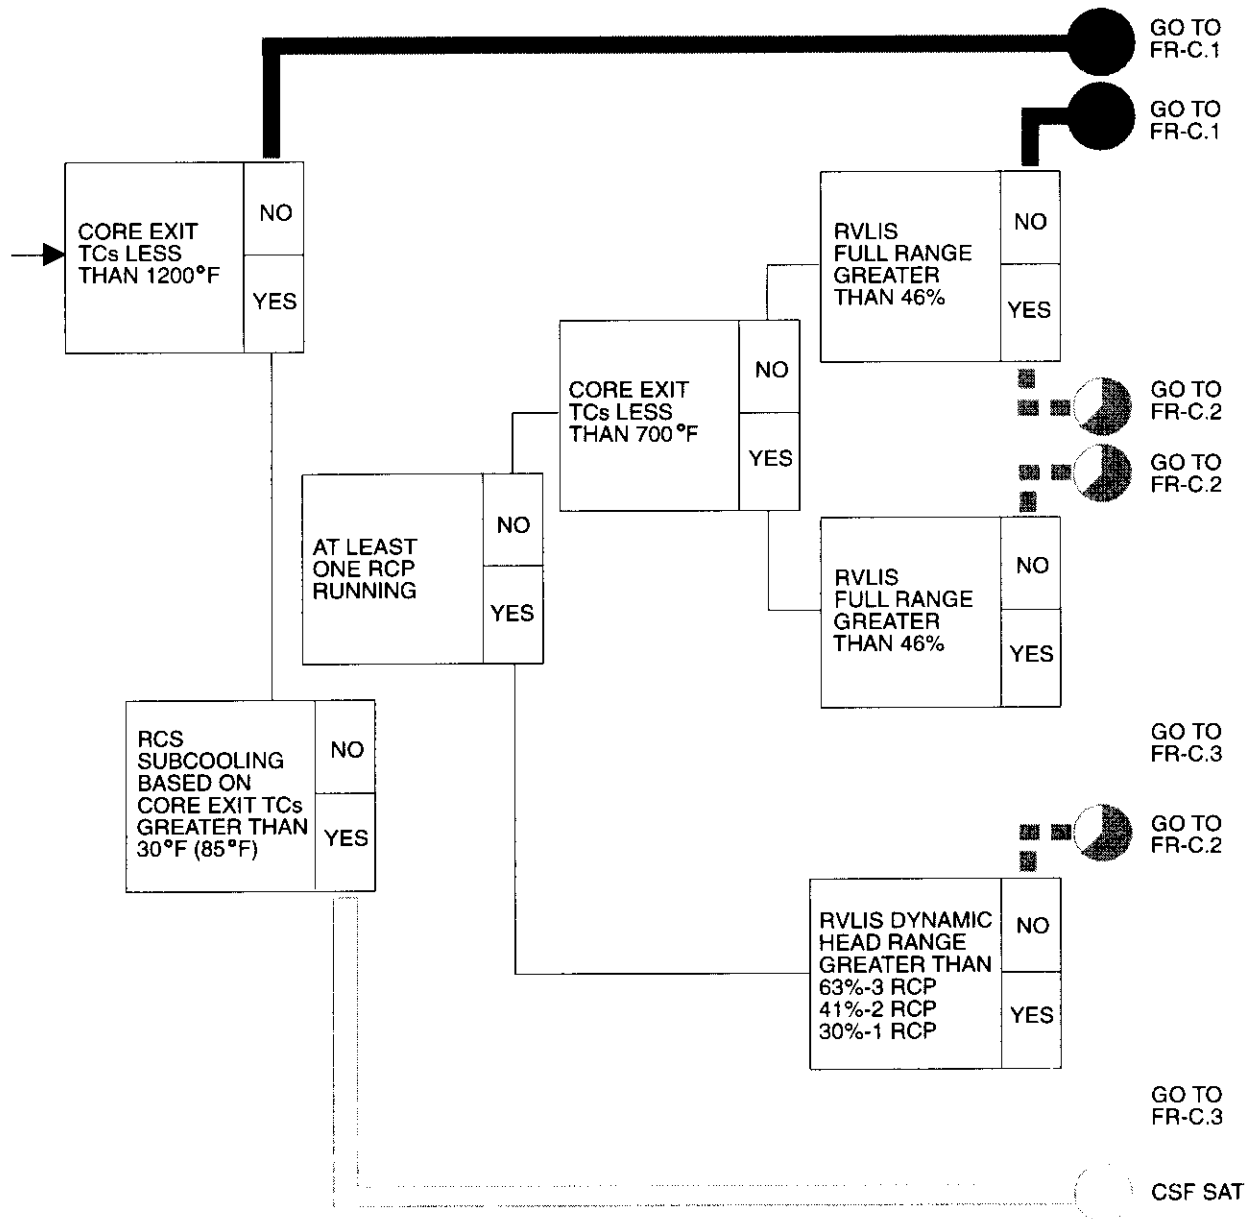 GO TO
FR-C.1
GO TO
FR-C.1
CORE EXIT
TCs LESS
THAN 1200°F
NO
YES
RVLIS
FULL RANGE
GREATER
THAN 46%
NO
YES
CORE EXIT
TCs LESS
THAN 700°F
NO
YES
GO TO
FR-C.2
GO TO
FR-C.2
AT LEAST
ONE RCP
RUNNING
NO
YES
RVLIS
FULL RANGE
GREATER
THAN 46%
NO
YES
RCS
SUBCOOLING
BASED ON
CORE EXIT TCs
GREATER THAN
30°F (85°F)
NO
YES
GO TO
FR-C.3
GO TO
FR-C.2
RVLIS DYNAMIC
HEAD RANGE
GREATER THAN
63%-3 RCP
41%-2 RCP
30%-1 RCP
NO
YES
GO TO
FR-C.3
CSF SAT